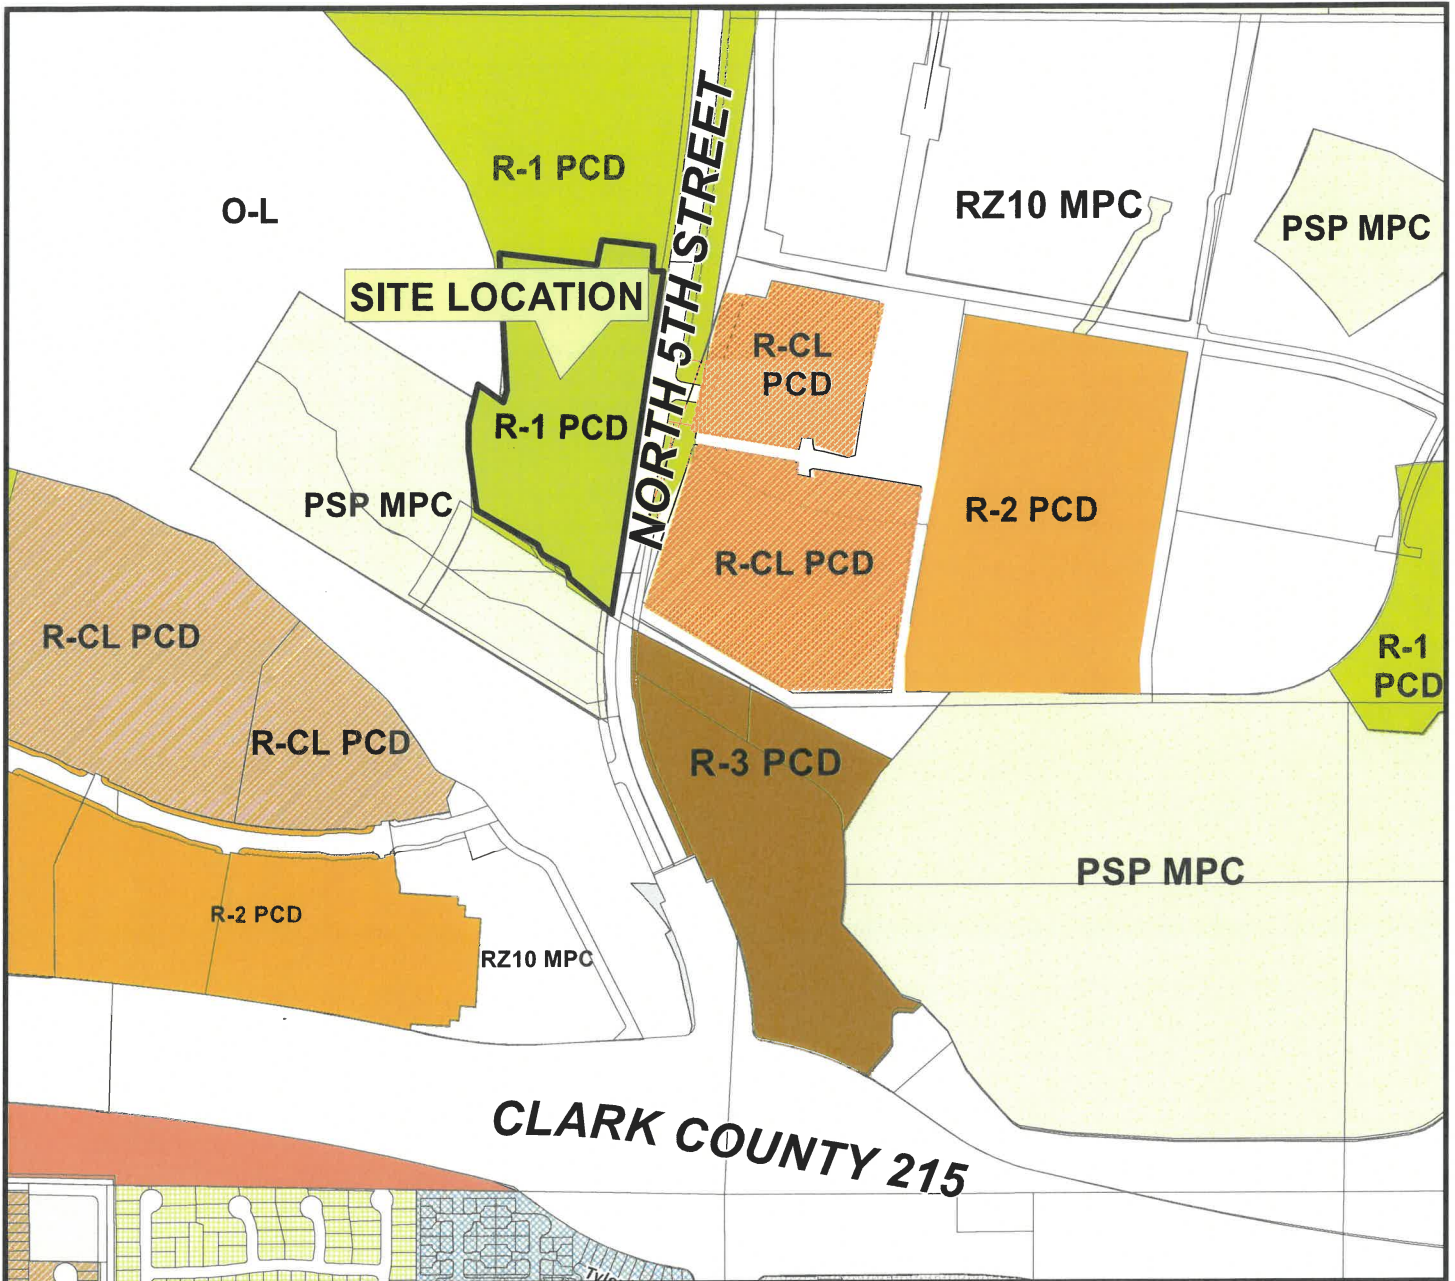 R-1 PCD
NORTH 5TH STREET
O-L
RZ10 MPC
PSP MPC
SITE LOCATION
R-CL
PCD
R-1 PCD
PSP MPC
R-2 PCD
R-CL PCD
R-CL PCD
R-1
PCD
R-CL PCD
R-3 PCD
PSP MPC
R-2 PCD
RZ10 MPC
CLARK COUNTY 215